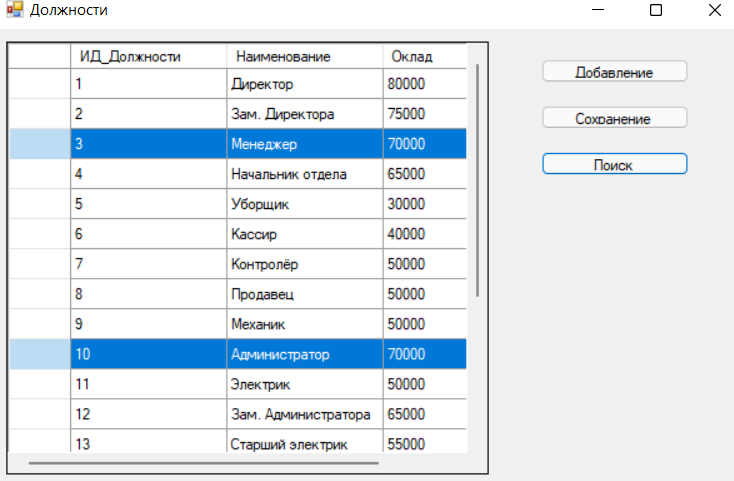 Должности
ИД_Должности Наименование Оклад
1 Директор 80000
2 Зам. Директора 75000
3 Менеджер 70000
4 Начальник отдела 65000
5 Уборщик 30000
6 Кассир 40000
7 Контролёр 50000
8 Продавец 50000
9 Механик 50000
10 Администратор 70000
11 Электрик 50000
12 Зам. Администратора 65000
13 Старший электрик 55000
Добавление
Сохранение
Поиск